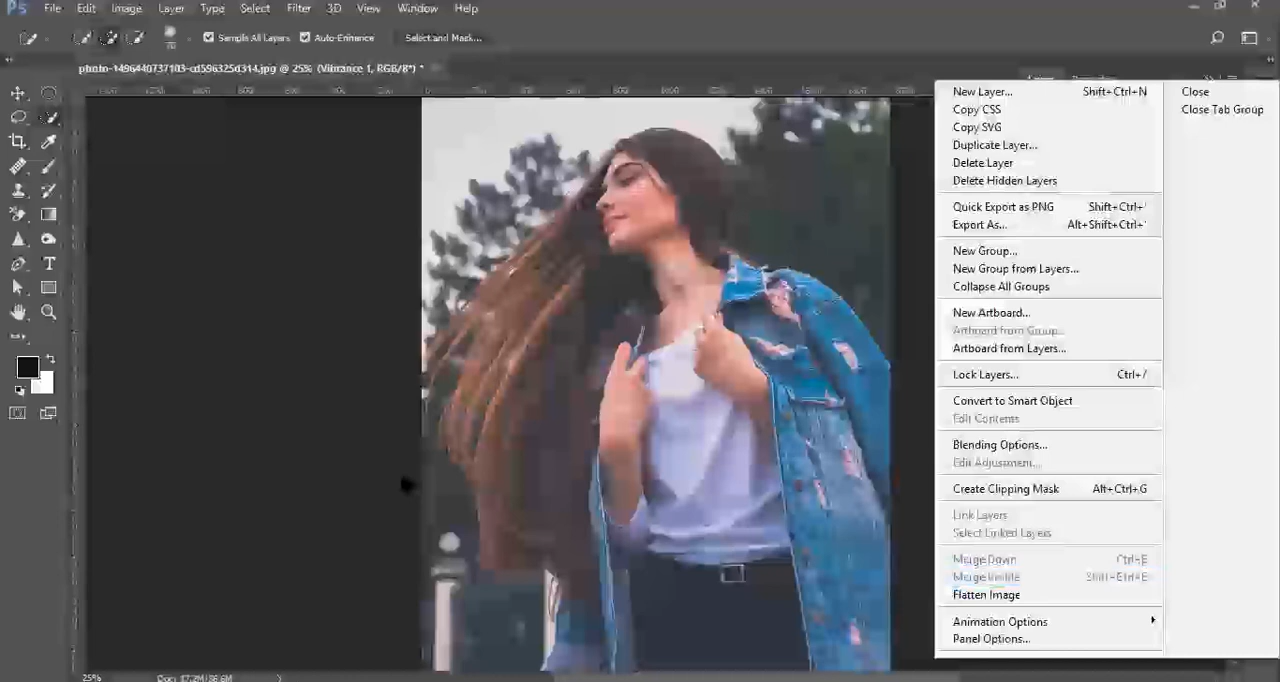 Ps File Edit Image Layer Type Select Filter 3D View Window Help
Sample All Layers Auto-Enhance Select and Mask...
photo-1496440737103-cd596325d314.jpg @ 25% (Vibrance 1, RGB/8*) *
New Layer... Shift+Ctrl+N
Copy CSS
Copy SVG
Duplicate Layer...
Delete Layer
Delete Hidden Layers
Quick Export as PNG Shift+Ctrl+'
Export As... Alt+Shift+Ctrl+'
New Group...
New Group from Layers...
Collapse All Groups
New Artboard...
Artboard from Group...
Artboard from Layers...
Lock Layers... Ctrl+/
Convert to Smart Object
Edit Contents
Blending Options...
Edit Adjustment...
Create Clipping Mask Alt+Ctrl+G
Link Layers
Select Linked Layers
Merge Down Ctrl+E
Merge Visible Shift+Ctrl+E
Flatten Image
Animation Options
Panel Options...
Close
Close Tab Group
25%